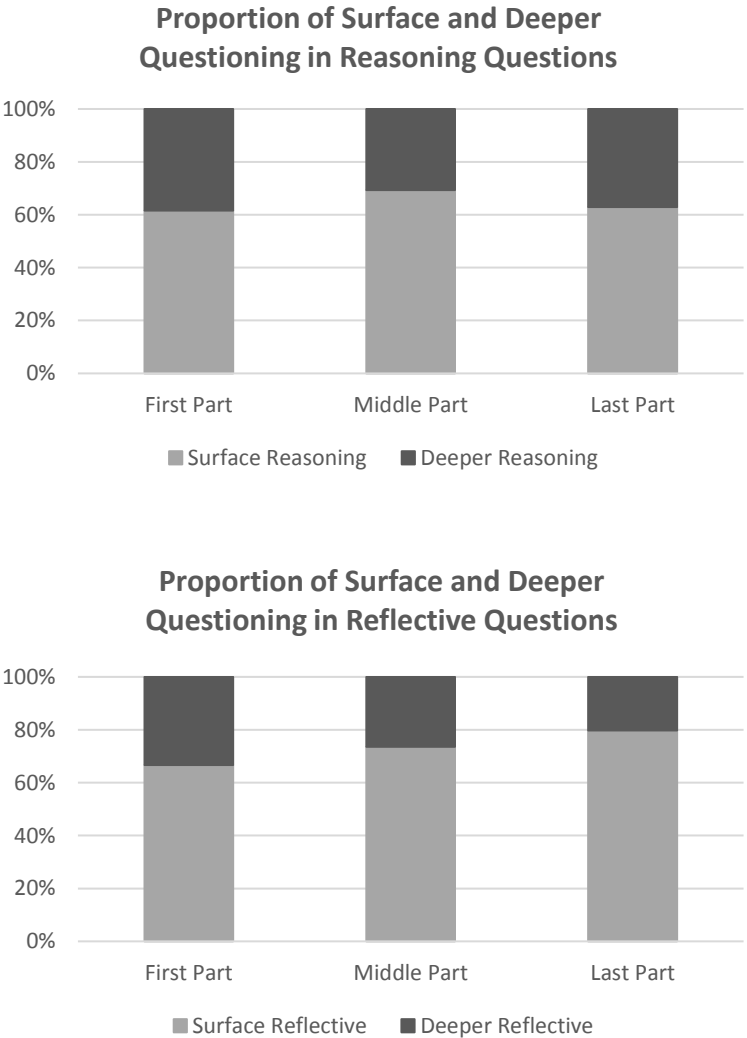 Proportion of Surface and Deeper
Questioning in Reasoning Questions
100%
80%
60%
40%
20%
0%
First Part Middle Part Last Part
Surface Reasoning Deeper Reasoning
Proportion of Surface and Deeper
Questioning in Reflective Questions
100%
80%
60%
40%
20%
0%
First Part Middle Part Last Part
Surface Reflective Deeper Reflective